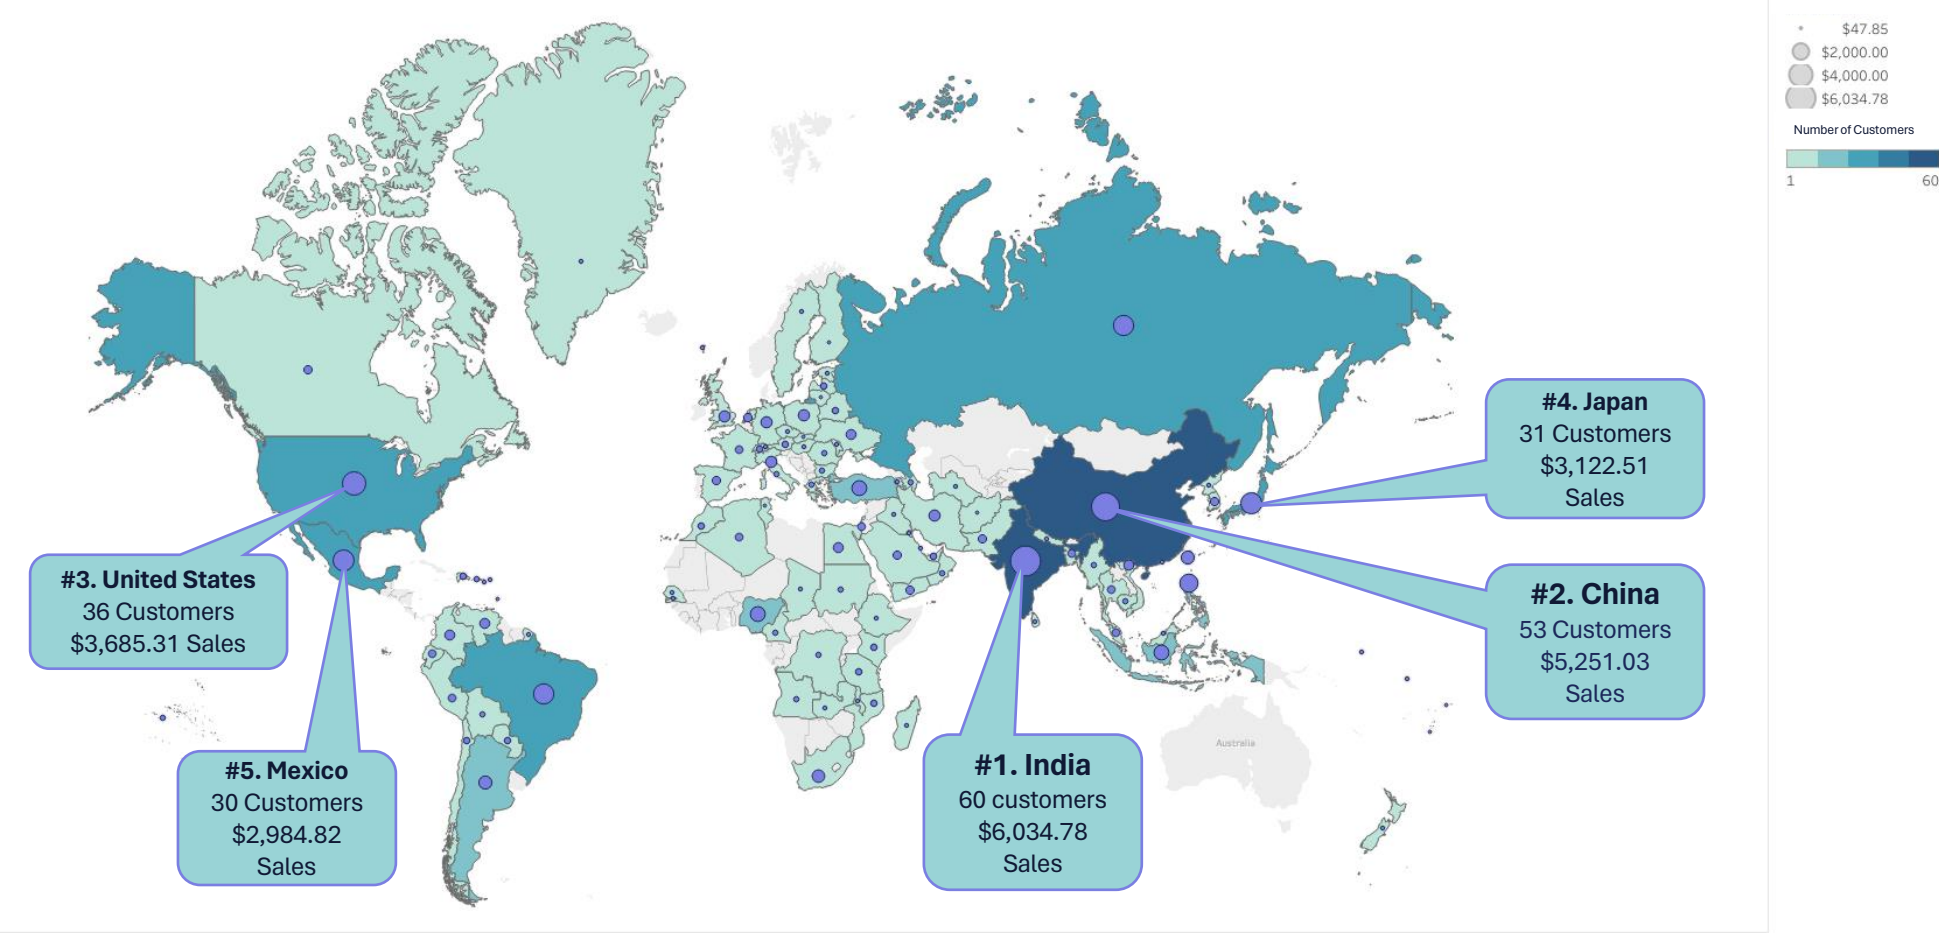 $47.85
$2,000.00
$4,000.00
$6,034.78
Number of Customers
1
60
#4. Japan
31 Customers
$3,122.51
Sales
#3. United States
36 Customers
$3,685.31 Sales
#2. China
53 Customers
$5,251.03
Sales
Australia
#5. Mexico
30 Customers
$2,984.82
Sales
#1. India
60 customers
$6,034.78
Sales